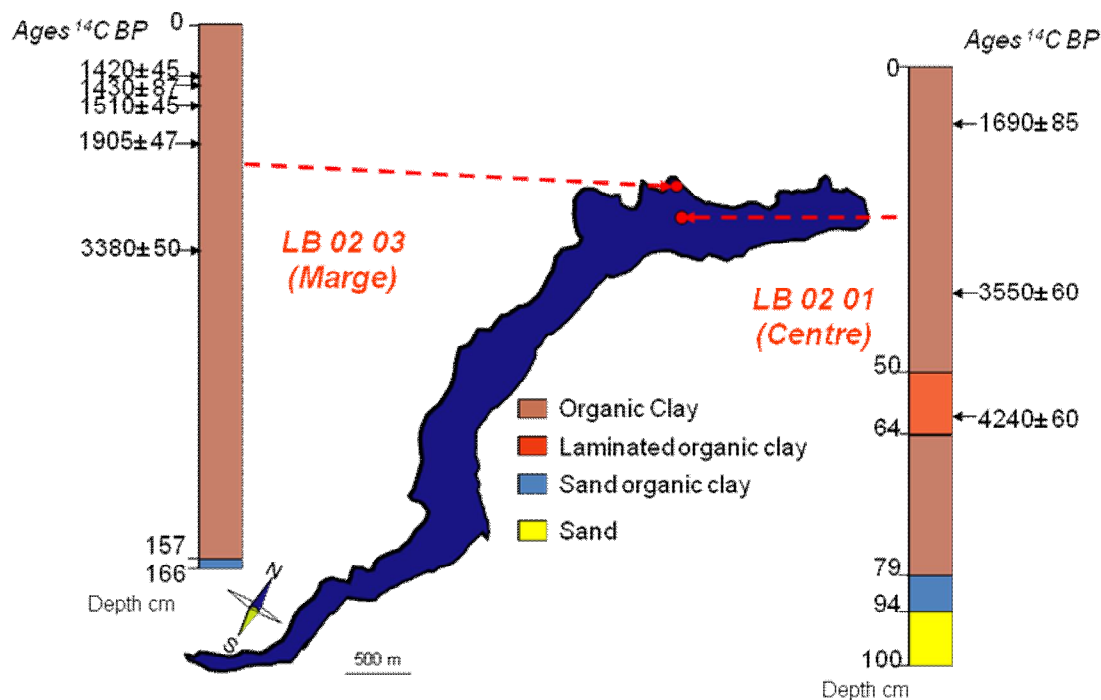 Ages ¹⁴C BP
0
1420±45
1430±87
1510±45
1905±47
3380±50
157
166
Depth cm
LB 02 03
(Marge)
N
S
500 m
Organic Clay
Laminated organic clay
Sand organic clay
Sand
LB 02 01
(Centre)
Ages ¹⁴C BP
0
1690±85
3550±60
50
4240±60
64
79
94
100
Depth cm